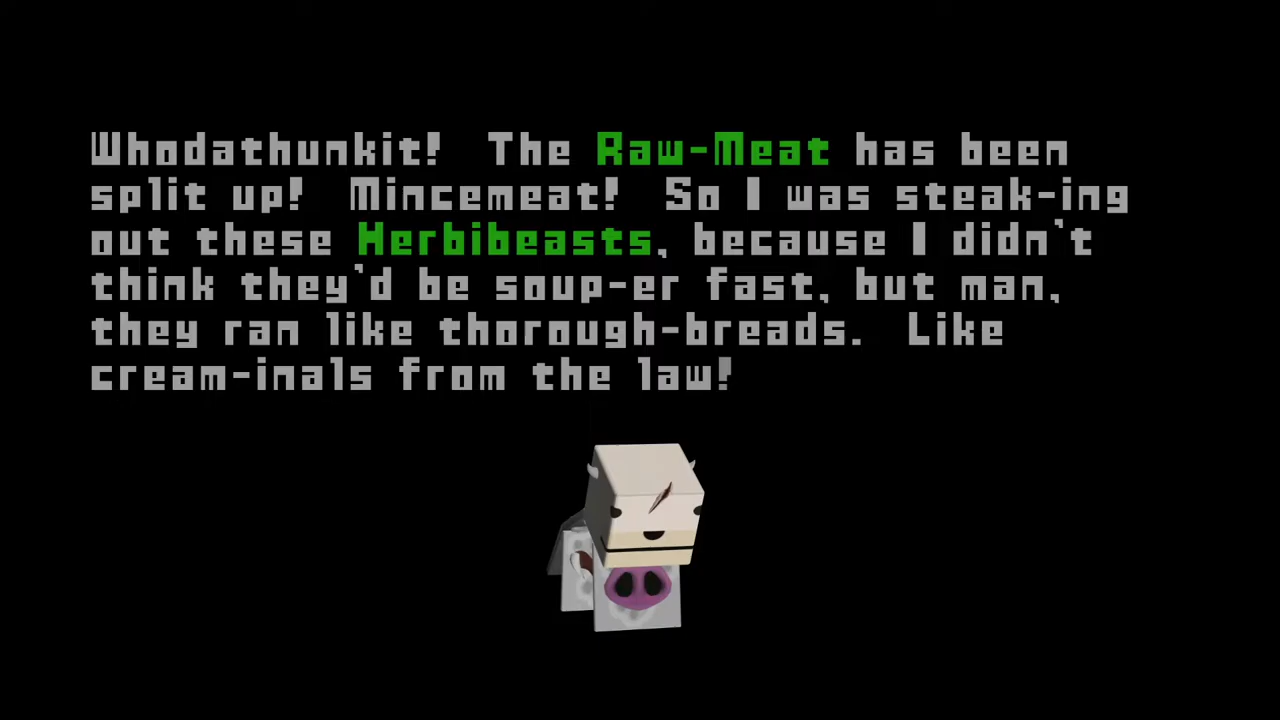 Whodathunkit!  The Raw-Meat has been
split up!  Mincemeat!  So I was steak-ing
out these Herbibeasts, because I didn't
think they'd be soup-er fast, but man,
they ran like thorough-breads.  Like
cream-inals from the law!